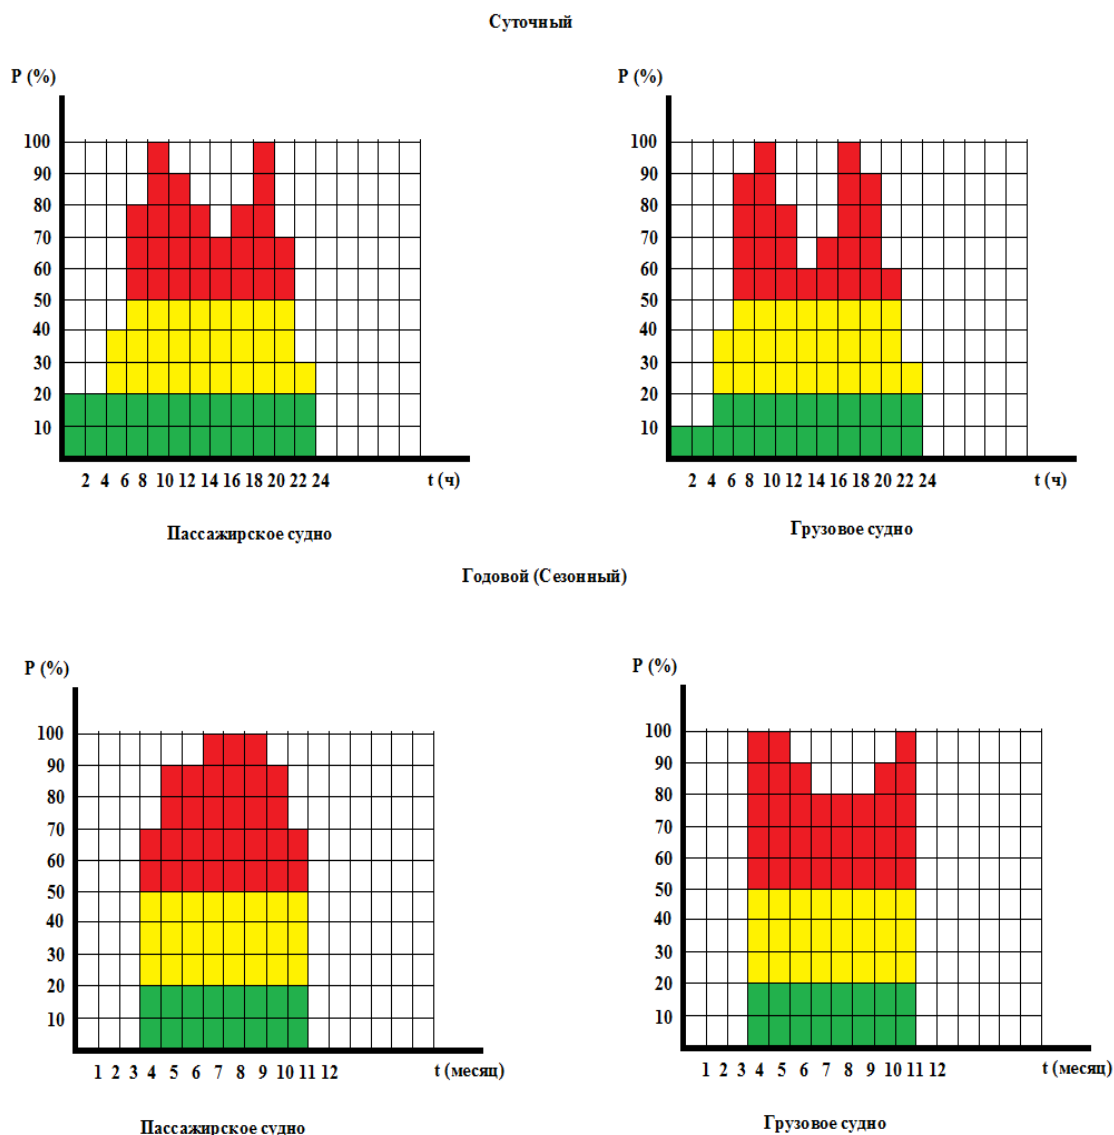 Суточный
P (%)
100
90
80
70
60
50
40
30
20
10
2 4 6 8 10 12 14 16 18 20 22 24
t (ч)
Пассажирское судно
P (%)
100
90
80
70
60
50
40
30
20
10
2 4 6 8 10 12 14 16 18 20 22 24
t (ч)
Грузовое судно
Годовой (Сезонный)
P (%)
100
90
80
70
60
50
40
30
20
10
1 2 3 4 5 6 7 8 9 10 11 12
t (месяц)
Пассажирское судно
P (%)
100
90
80
70
60
50
40
30
20
10
1 2 3 4 5 6 7 8 9 10 11 12
t (месяц)
Грузовое судно